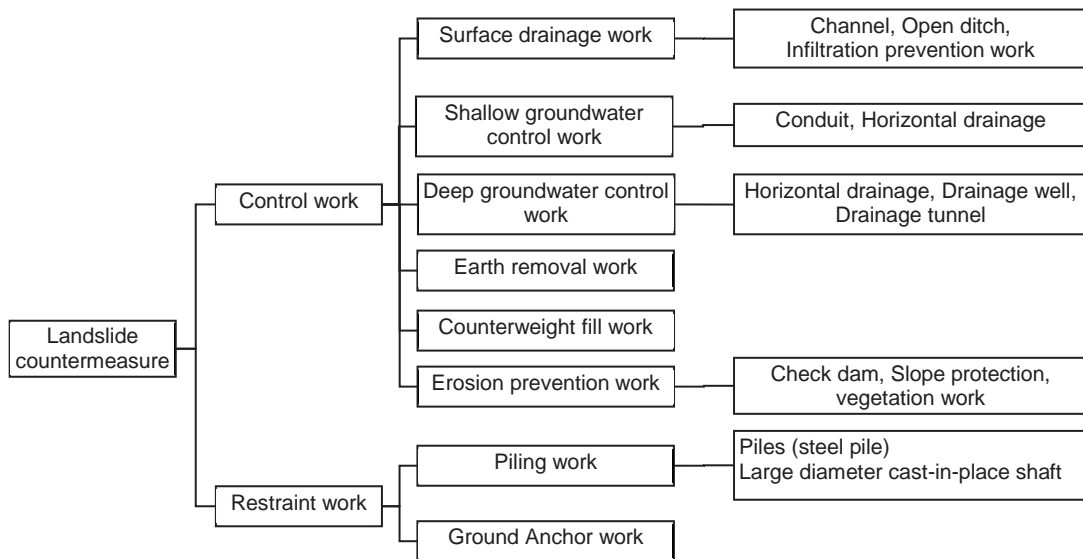 Landslide
countermeasure
Control work
Surface drainage work
Channel, Open ditch,
Infiltration prevention work
Shallow groundwater
control work
Conduit, Horizontal drainage
Deep groundwater control
work
Horizontal drainage, Drainage well,
Drainage tunnel
Earth removal work
Counterweight fill work
Erosion prevention work
Check dam, Slope protection,
vegetation work
Restraint work
Piling work
Piles (steel pile)
Large diameter cast-in-place shaft
Ground Anchor work